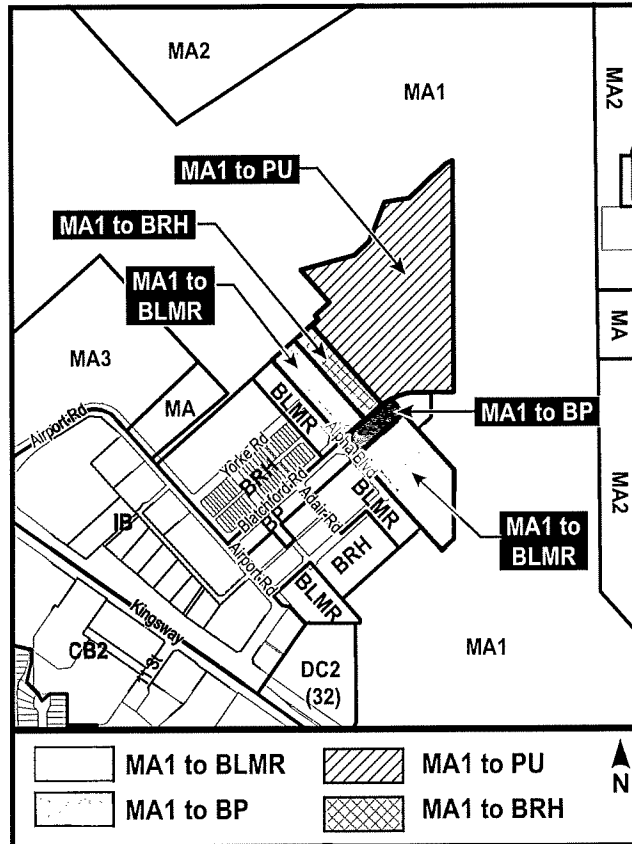 MA2
MA1
MA2
MA1 to PU
MA1 to BRH
MA1 to
BLMR
MA3
MA
MA
BLMR
MA1 to BP
Airport Rd
Yorke Rd
BRH
Alpha Blvd
Blatchford Rd
BP
Adair Rd
BLMR
MA2
IB
Airport Rd
BRH
MA1 to
BLMR
BLMR
Kingsway
CB2
MA1
DC2
(32)
MA1 to BLMR
MA1 to PU
MA1 to BP
MA1 to BRH
N